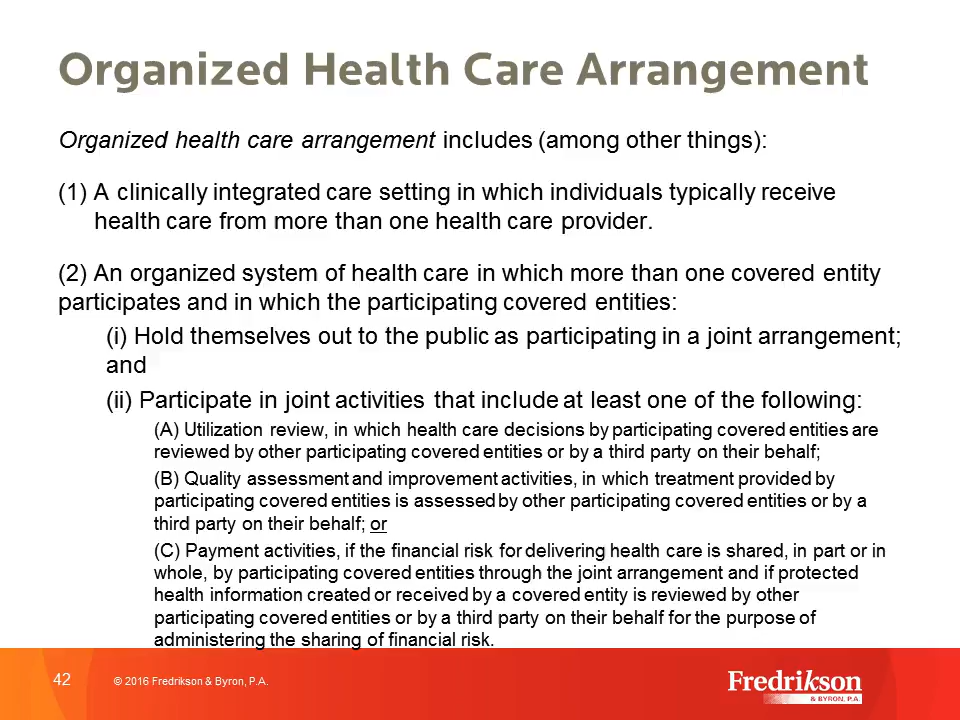 Organized Health Care Arrangement
Organized health care arrangement includes (among other things):
(1) A clinically integrated care setting in which individuals typically receive
health care from more than one health care provider.
(2) An organized system of health care in which more than one covered entity
participates and in which the participating covered entities:
(i) Hold themselves out to the public as participating in a joint arrangement;
and
(ii) Participate in joint activities that include at least one of the following:
(A) Utilization review, in which health care decisions by participating covered entities are
reviewed by other participating covered entities or by a third party on their behalf;
(B) Quality assessment and improvement activities, in which treatment provided by
participating covered entities is assessed by other participating covered entities or by a
third party on their behalf; or
(C) Payment activities, if the financial risk for delivering health care is shared, in part or in
whole, by participating covered entities through the joint arrangement and if protected
health information created or received by a covered entity is reviewed by other
participating covered entities or by a third party on their behalf for the purpose of
administering the sharing of financial risk.
42
© 2016 Fredrikson & Byron, P.A.
Fredrikson
& BYRON, P.A.